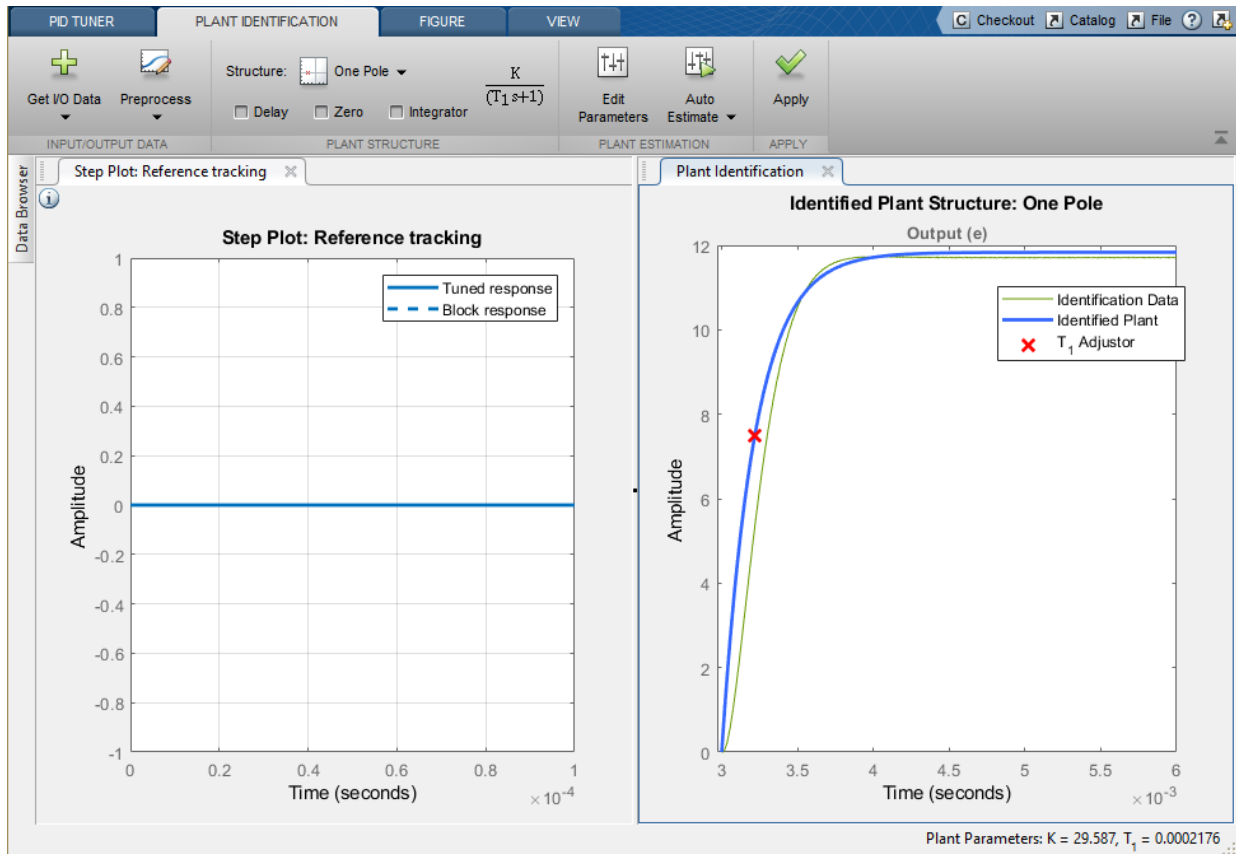 PID TUNER PLANT IDENTIFICATION FIGURE VIEW C Checkout Catalog File ?
Get I/O Data Preprocess
Structure: One Pole
Delay Zero Integrator
K
(T1s+1)
Edit Parameters
Auto Estimate
Apply
INPUT/OUTPUT DATA PLANT STRUCTURE PLANT ESTIMATION APPLY
Data Browser
Step Plot: Reference tracking
i
Step Plot: Reference tracking
Tuned response
Block response
1
0.8
0.6
0.4
0.2
0
-0.2
-0.4
-0.6
-0.8
-1
Amplitude
0 0.2 0.4 0.6 0.8 1
Time (seconds)
×10-4
Plant Identification
Identified Plant Structure: One Pole
Output (e)
Identification Data
Identified Plant
T1 Adjustor
12
10
8
6
4
2
0
Amplitude
3 3.5 4 4.5 5 5.5 6
Time (seconds)
×10-3
Plant Parameters: K = 29.587, T1 = 0.0002176